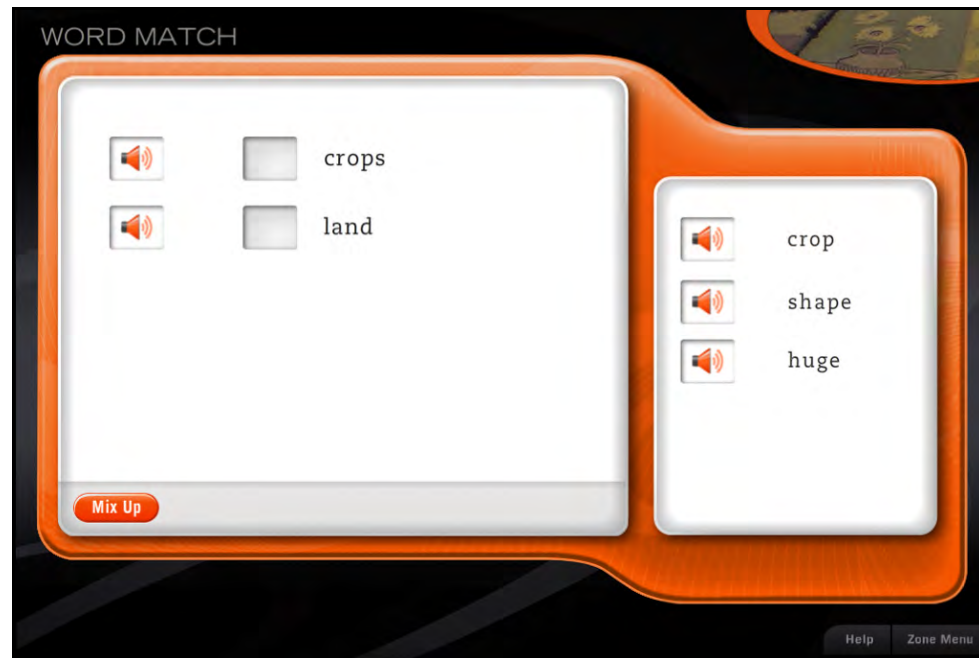 WORD MATCH
crops
land
crop
shape
huge
Mix Up
Help Zone Menu